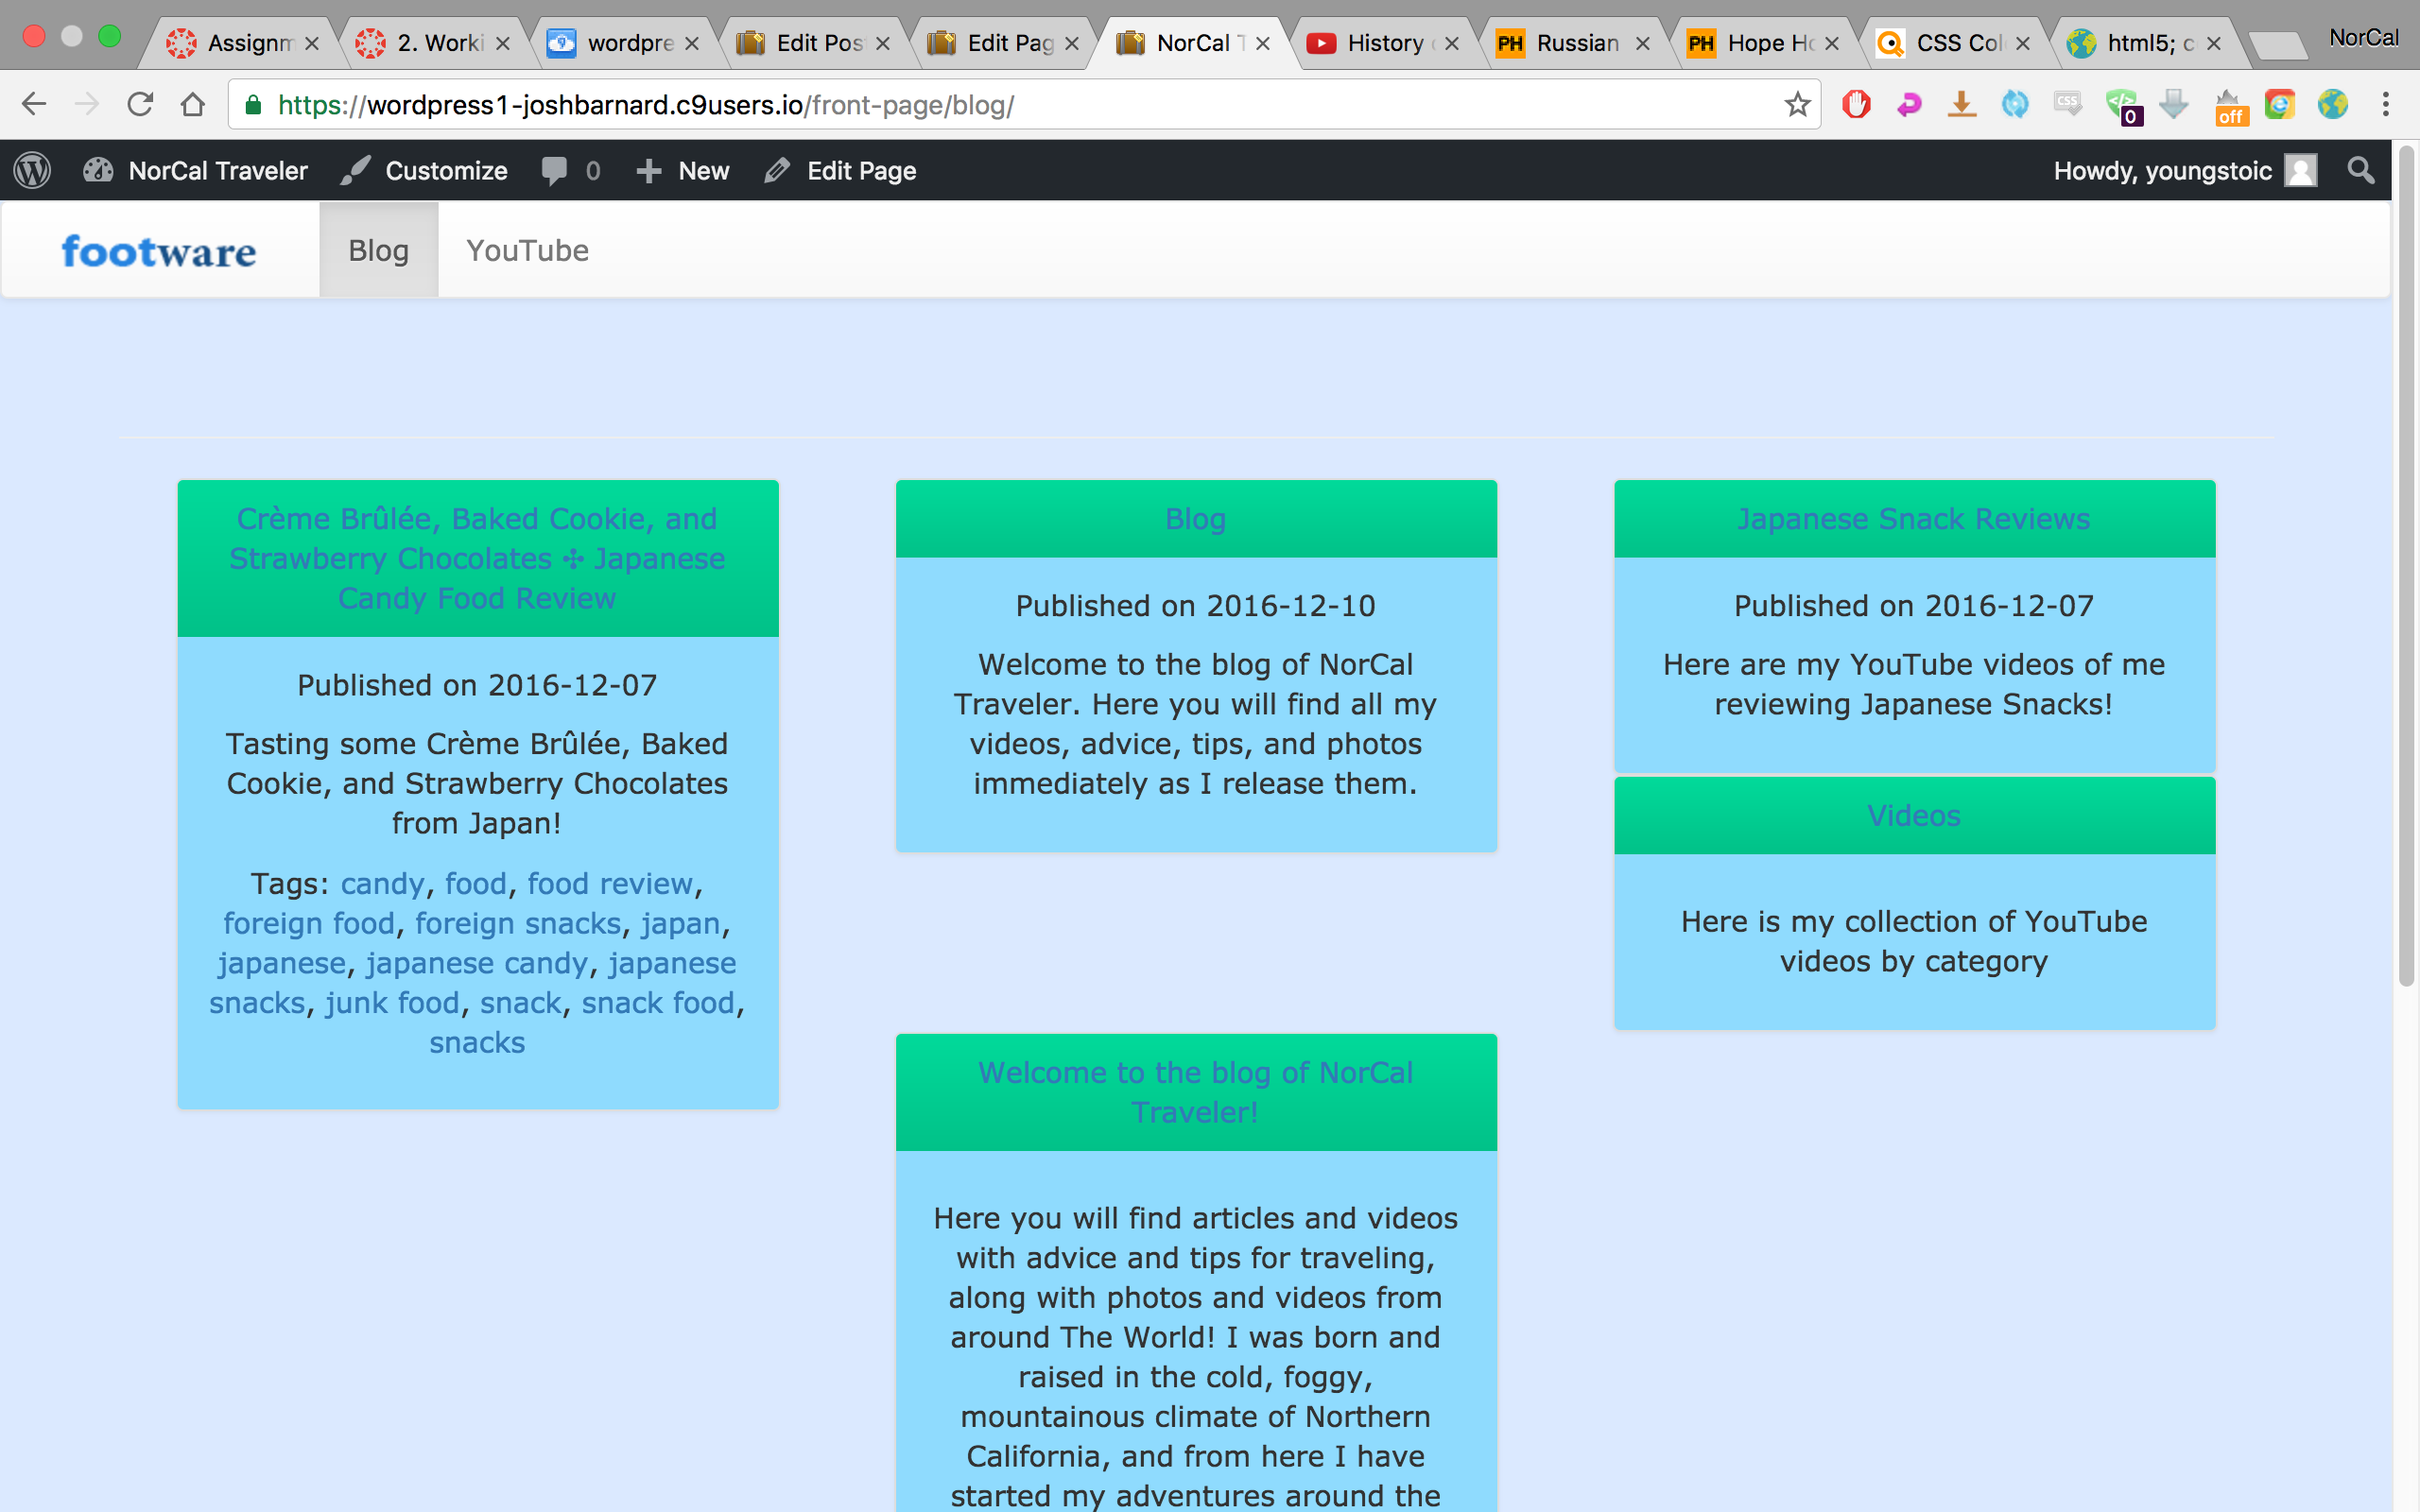 Assignm
2. Worki
wordpre
Edit Pos
Edit Pag
NorCal T
History
Russian
Hope Ho
CSS Col
html5; c
NorCal
https://wordpress1-joshbarnard.c9users.io/front-page/blog/
CSS
0
off
NorCal Traveler
Customize
0
New
Edit Page
Howdy, youngstoic
footware
Blog
YouTube
Crème Brûlée, Baked Cookie, and
Strawberry Chocolates ✣ Japanese
Candy Food Review
Published on 2016-12-07
Tasting some Crème Brûlée, Baked
Cookie, and Strawberry Chocolates
from Japan!
Tags: candy, food, food review,
foreign food, foreign snacks, japan,
japanese, japanese candy, japanese
snacks, junk food, snack, snack food,
snacks
Blog
Published on 2016-12-10
Welcome to the blog of NorCal
Traveler. Here you will find all my
videos, advice, tips, and photos
immediately as I release them.
Welcome to the blog of NorCal
Traveler!
Here you will find articles and videos
with advice and tips for traveling,
along with photos and videos from
around The World! I was born and
raised in the cold, foggy,
mountainous climate of Northern
California, and from here I have
started my adventures around the
Japanese Snack Reviews
Published on 2016-12-07
Here are my YouTube videos of me
reviewing Japanese Snacks!
Videos
Here is my collection of YouTube
videos by category